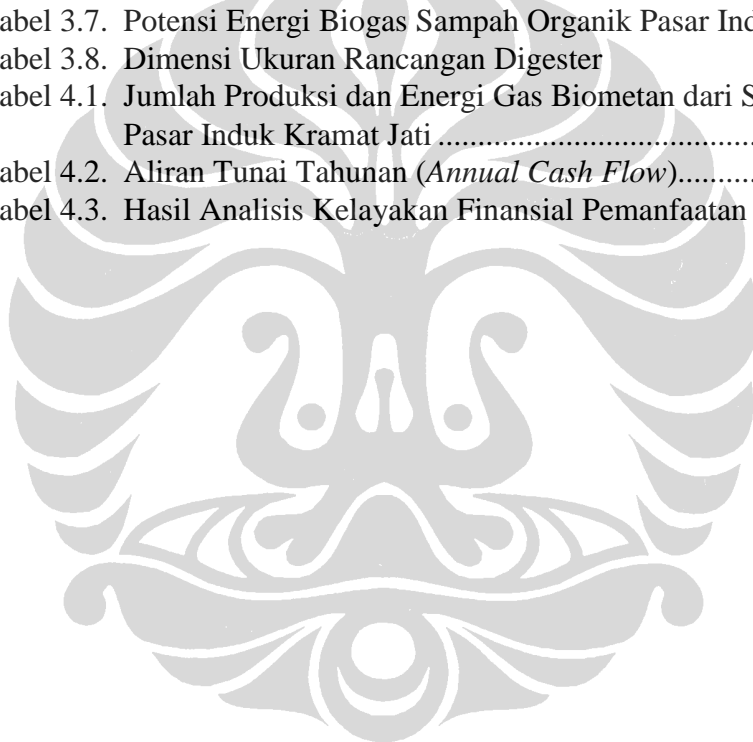 abel 3.7. Potensi Energi Biogas Sampah Organik Pasar Ind
abel 3.8. Dimensi Ukuran Rancangan Digester
abel 4.1. Jumlah Produksi dan Energi Gas Biometan dari S
Pasar Induk Kramat Jati ......................................
abel 4.2. Aliran Tunai Tahunan (Annual Cash Flow)..........
abel 4.3. Hasil Analisis Kelayakan Finansial Pemanfaatan